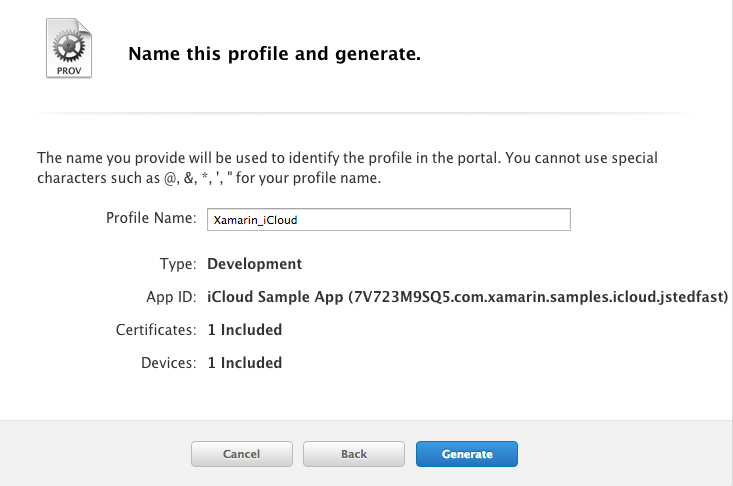 PROV
Name this profile and generate.
The name you provide will be used to identify the profile in the portal. You cannot use special
characters such as @, &, *, ', " for your profile name.
Profile Name: Xamarin_iCloud
Type: Development
App ID: iCloud Sample App (7V723M9SQ5.com.xamarin.samples.icloud.jstedfast)
Certificates: 1 Included
Devices: 1 Included
Cancel Back Generate